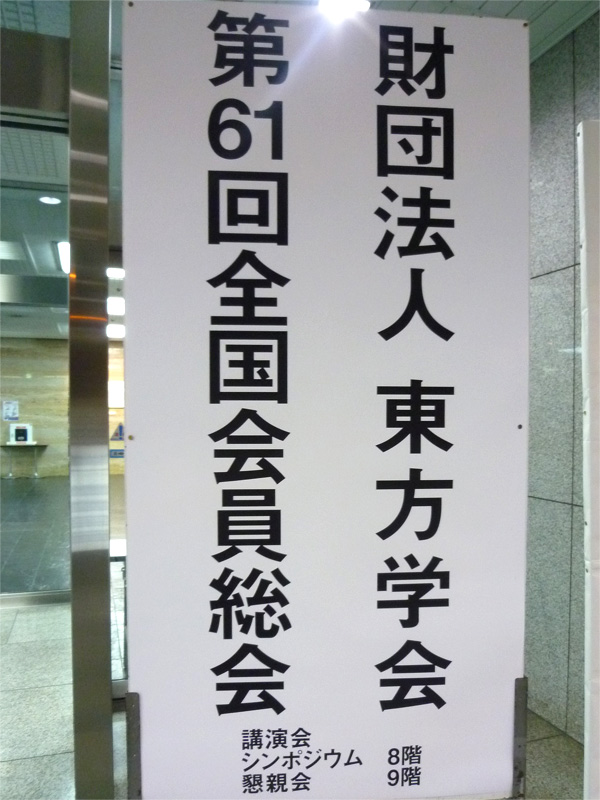 財団法人 東方学会
第61回全国会員総会
講演会
シンポジウム 8階
懇親会 9階